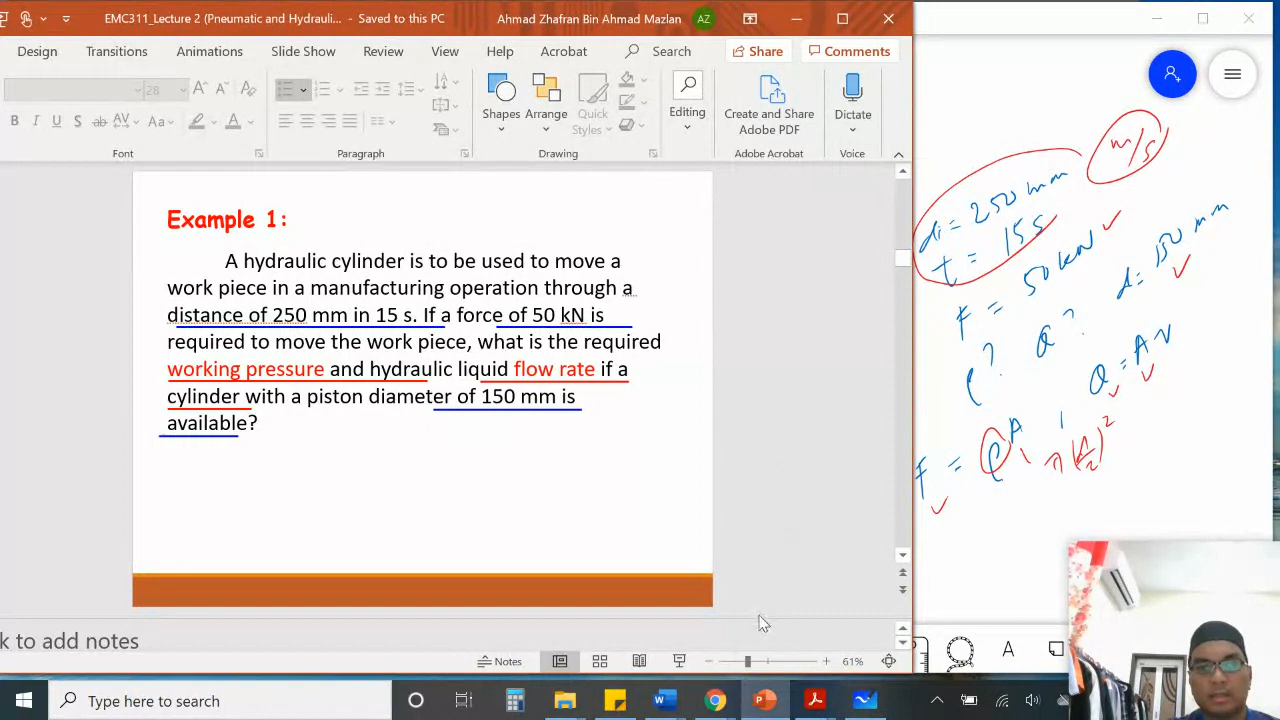 EMC311_Lecture 2 (Pneumatic and Hydrauli... - Saved to this PC
Ahmad Zhafran Bin Ahmad Mazlan
AZ
Design Transitions Animations Slide Show Review View Help Acrobat Search Share Comments
28
B I U S ab AV Aa A
Shapes Arrange Quick Styles
Editing
Create and Share Adobe PDF
Dictate
Font Paragraph Drawing Adobe Acrobat Voice
Example 1:
A hydraulic cylinder is to be used to move a
work piece in a manufacturing operation through a
distance of 250 mm in 15 s. If a force of 50 kN is
required to move the work piece, what is the required
working pressure and hydraulic liquid flow rate if a
cylinder with a piston diameter of 150 mm is
available?
m/s
di = 250 mm
t = 15 s
F = 50 kN
d = 150 mm
Q ?
Q = A V
F =
A
k to add notes
Notes
61%
A
Type here to search